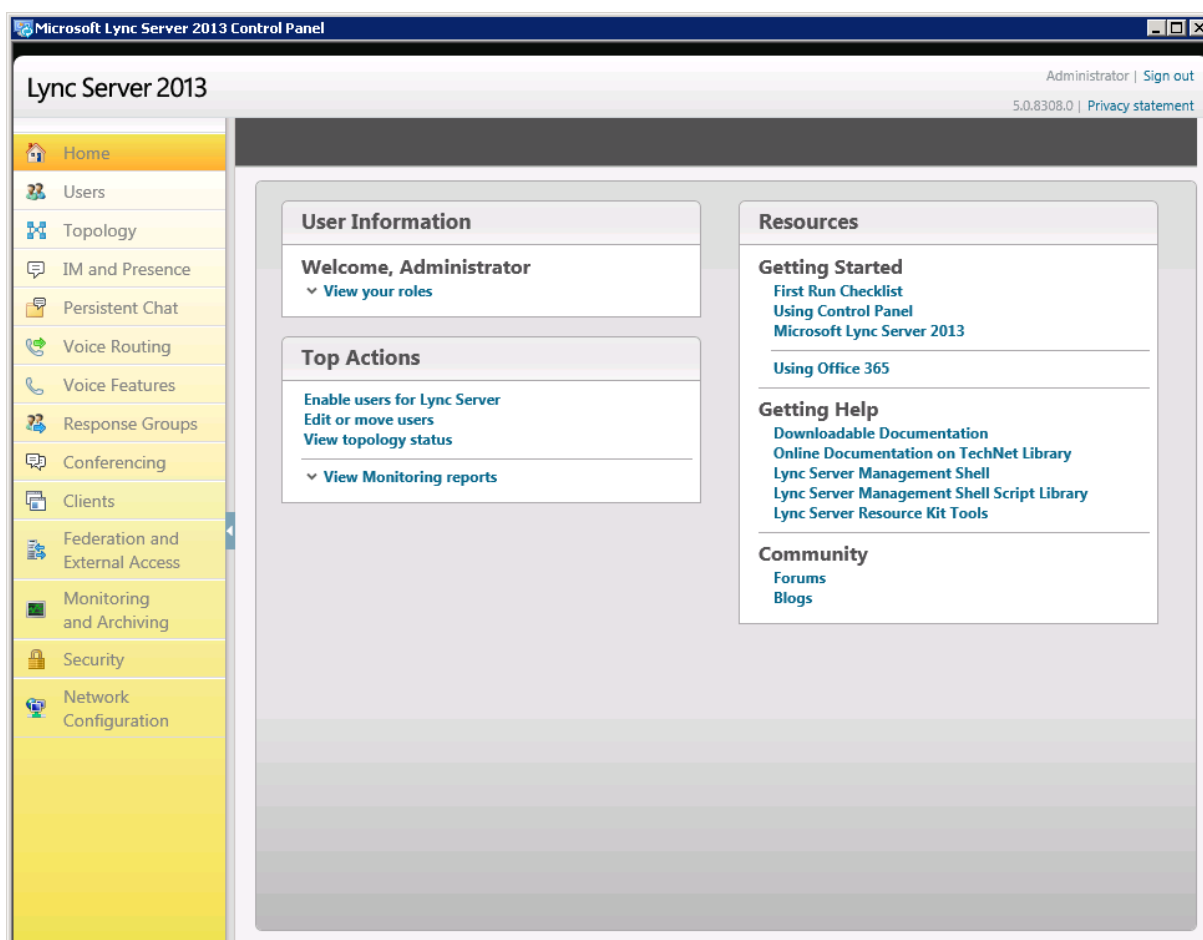 Microsoft Lync Server 2013 Control Panel
Lync Server 2013
Administrator | Sign out
5.0.8308.0 | Privacy statement
Home
Users
Topology
IM and Presence
Persistent Chat
Voice Routing
Voice Features
Response Groups
Conferencing
Clients
Federation and
External Access
Monitoring
and Archiving
Security
Network
Configuration
User Information
Welcome, Administrator
View your roles
Top Actions
Enable users for Lync Server
Edit or move users
View topology status
View Monitoring reports
Resources
Getting Started
First Run Checklist
Using Control Panel
Microsoft Lync Server 2013
Using Office 365
Getting Help
Downloadable Documentation
Online Documentation on TechNet Library
Lync Server Management Shell
Lync Server Management Shell Script Library
Lync Server Resource Kit Tools
Community
Forums
Blogs